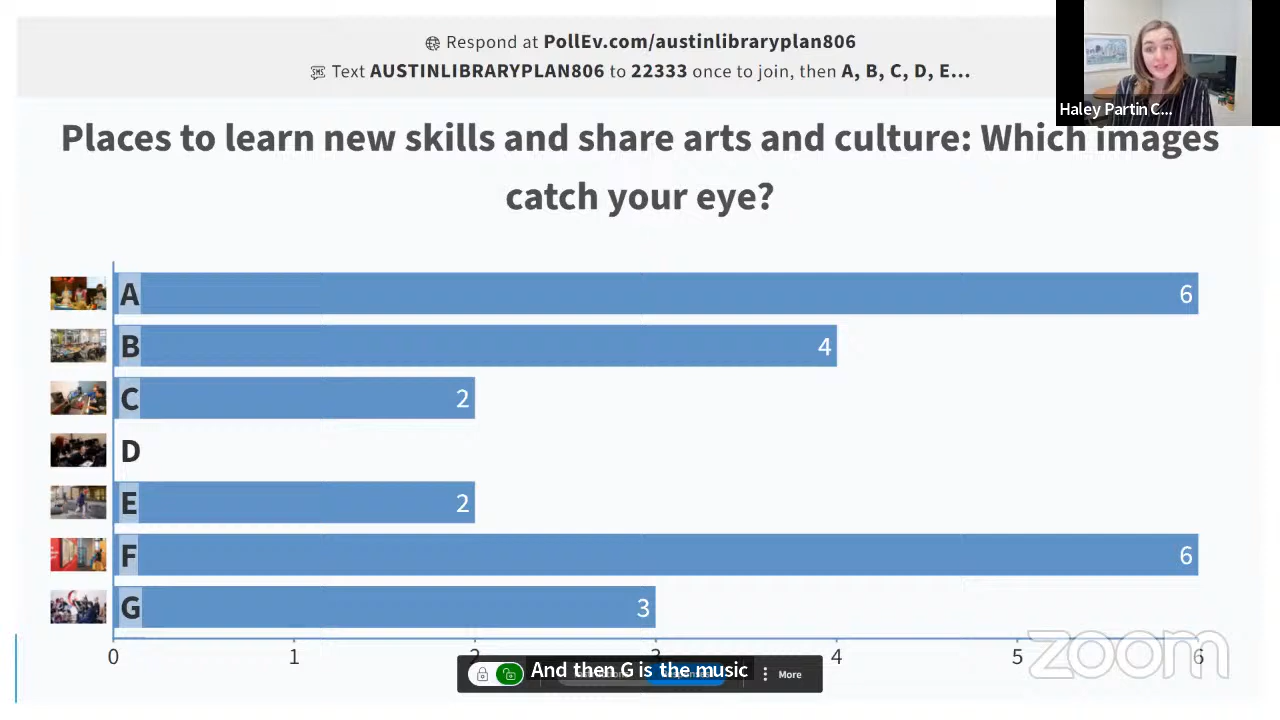 Respond at PollEv.com/austinlibraryplan806
Text AUSTINLIBRARYPLAN806 to 22333 once to join, then A, B, C, D, E...
Haley Partin C...
Places to learn new skills and share arts and culture: Which images
catch your eye?
A 6
B 4
C 2
D
E 2
F 6
G 3
0 1 2 3 4 5 6
And then G is the music
More
zoom